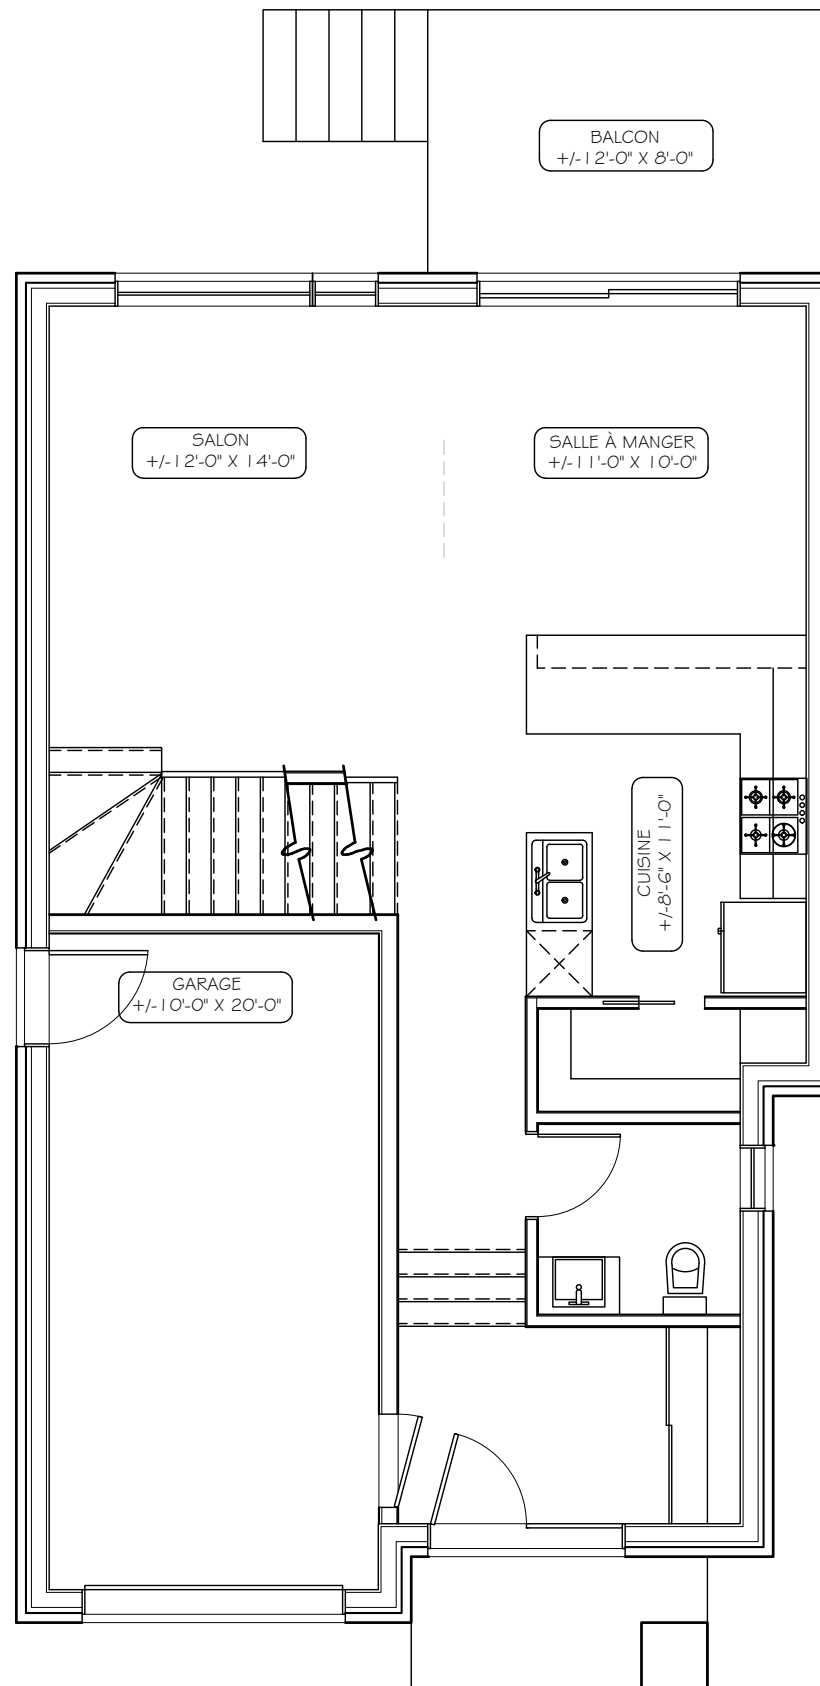 BALCON
+/-12'-0" X 8'-0"
SALON
+/-12'-0" X 14'-0"
SALLE À MANGER
+/-11'-0" X 10'-0"
CUISINE
+/-8'-6" X 11'-0"
GARAGE
+/-10'-0" X 20'-0"